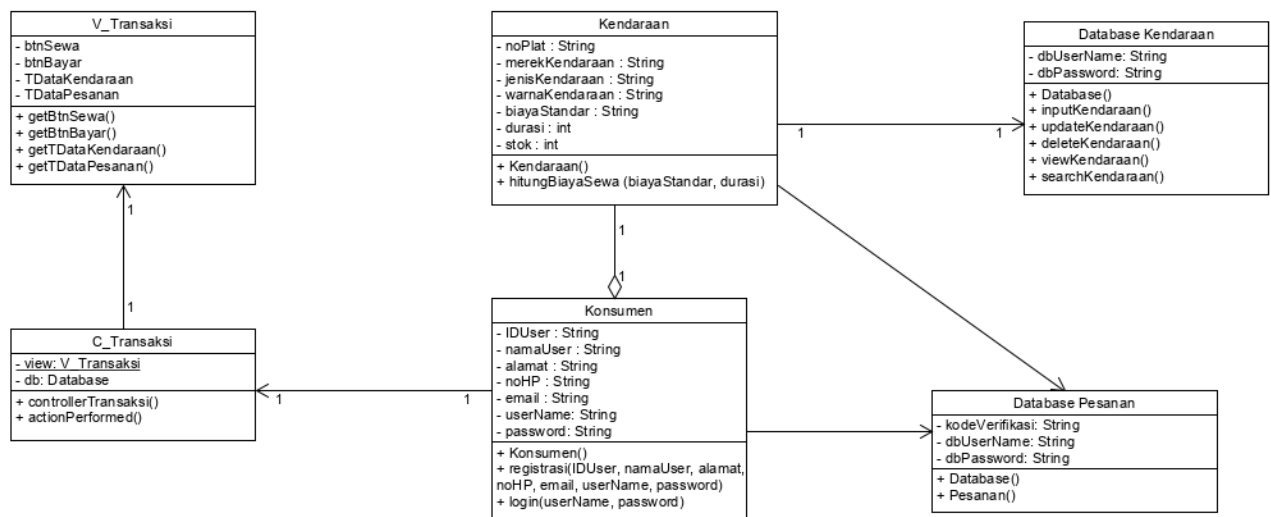 V_Transaksi
- btnSewa
- btnBayar
- TDataKendaraan
- TDataPesanan
+ getBtnSewa()
+ getBtnBayar()
+ getTDataKendaraan()
+ getTDataPesanan()
Kendaraan
- noPlat : String
- merekKendaraan : String
- jenisKendaraan : String
- warnaKendaraan : String
- biayaStandar : String
- durasi : int
- stok : int
+ Kendaraan()
+ hitungBiayaSewa (biayaStandar, durasi)
Database Kendaraan
- dbUserName: String
- dbPassword: String
+ Database()
+ inputKendaraan()
+ updateKendaraan()
+ deleteKendaraan()
+ viewKendaraan()
+ searchKendaraan()
1
1
1
1
1
1
C_Transaksi
- view: V_Transaksi
- db: Database
+ controllerTransaksi()
+ actionPerformed()
1
1
Konsumen
- IDUser : String
- namaUser : String
- alamat : String
- noHP : String
- email : String
- userName: String
- password: String
+ Konsumen()
+ registrasi(IDUser, namaUser, alamat,
noHP, email, userName, password)
+ login(userName, password)
Database Pesanan
- kodeVerifikasi: String
- dbUserName: String
- dbPassword: String
+ Database()
+ Pesanan()